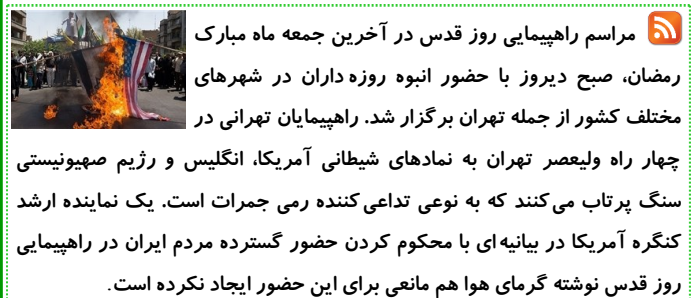 مراسم راهپیمایی روز قدس در آخرین جمعه ماه مبارک
رمضان، صبح دیروز با حضور انبوه روزه داران در شهرهای
مختلف کشور از جمله تهران برگزار شد. راهپیمایان تهرانی در
چهار راه ولیعصر تهران به نمادهای شیطانی آمریکا، انگلیس و رژیم صهیونیستی
سنگ پرتاب می‌کنند که به نوعی تداعی‌کننده رمی جمرات است. یک نماینده ارشد
کنگره آمریکا در بیانیه‌ای با محکوم کردن حضور گسترده مردم ایران در راهپیمایی
روز قدس نوشته گرمای هوا هم مانعی برای این حضور ایجاد نکرده است.